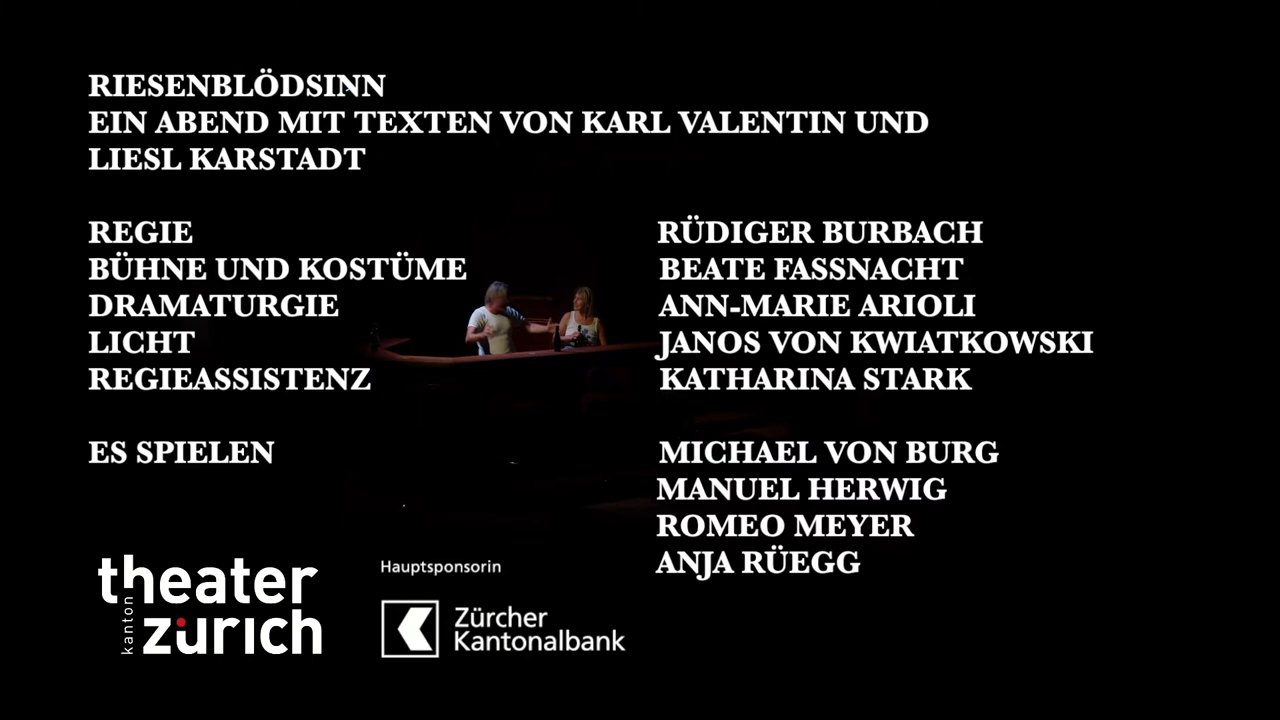 RIESENBLÖDSINN
EIN ABEND MIT TEXTEN VON KARL VALENTIN UND
LIESL KARSTADT
REGIE RÜDIGER BURBACH
BÜHNE UND KOSTÜME BEATE FASSNACHT
DRAMATURGIE ANN-MARIE ARIOLI
LICHT JANOS VON KWIATKOWSKI
REGIEASSISTENZ KATHARINA STARK
ES SPIELEN MICHAEL VON BURG
MANUEL HERWIG
ROMEO MEYER
ANJA RÜEGG
theater
kanton
zürich
Hauptsponsorin
Zürcher
Kantonalbank